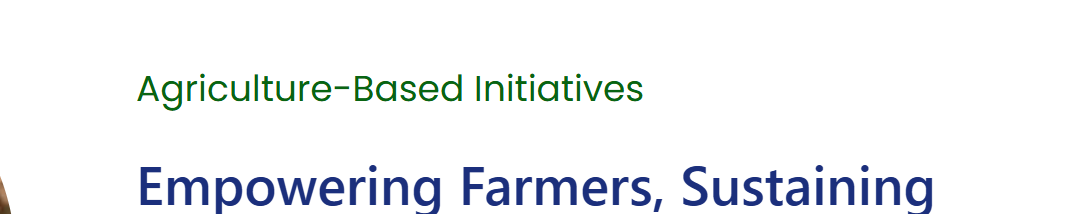 Agriculture-Based Initiatives
Empowering Farmers, Sustaining